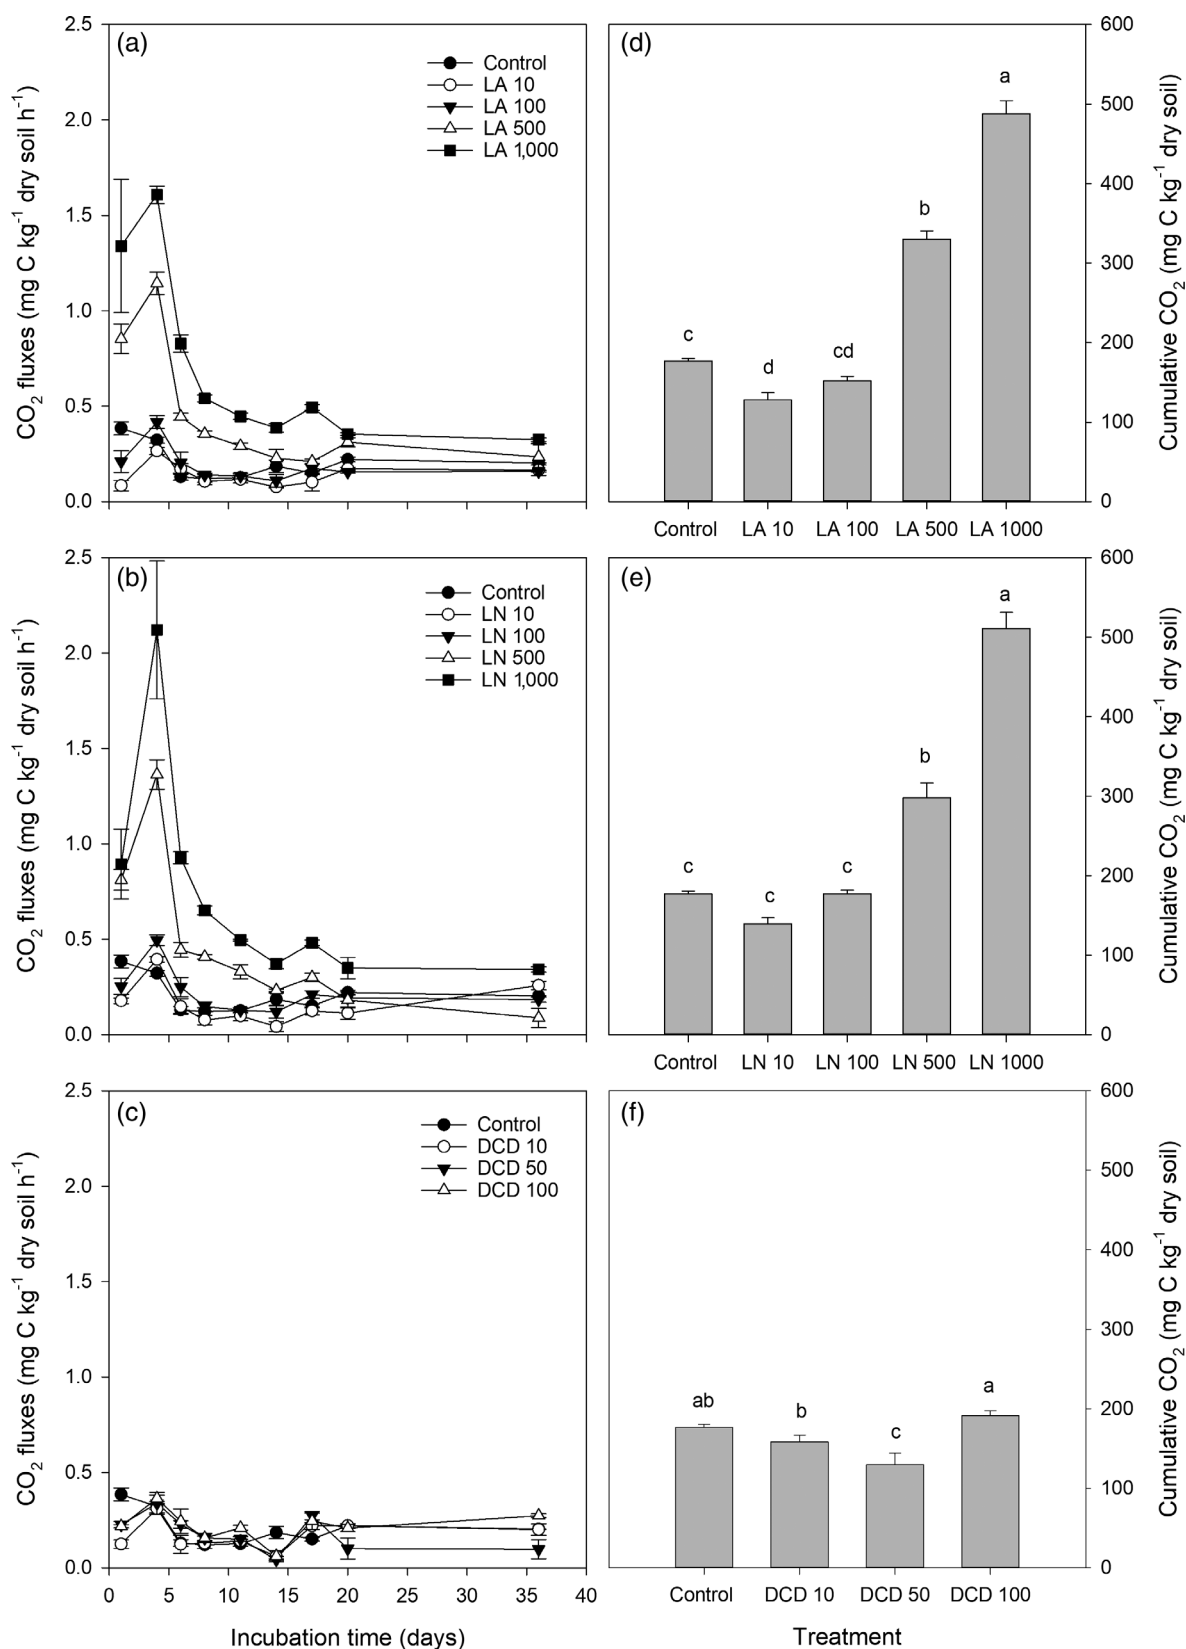 (a)
Control
LA 10
LA 100
LA 500
LA 1,000
2.5
2.0
1.5
1.0
0.5
0.0
CO₂ fluxes (mg C kg⁻¹ dry soil h⁻¹)
(d)
c
d
cd
b
a
600
500
400
300
200
100
0
Cumulative CO₂ (mg C kg⁻¹ dry soil)
Control LA 10 LA 100 LA 500 LA 1000
(b)
Control
LN 10
LN 100
LN 500
LN 1,000
2.5
2.0
1.5
1.0
0.5
0.0
CO₂ fluxes (mg C kg⁻¹ dry soil h⁻¹)
(e)
c
c
c
b
a
600
500
400
300
200
100
0
Cumulative CO₂ (mg C kg⁻¹ dry soil)
Control LN 10 LN 100 LN 500 LN 1000
(c)
Control
DCD 10
DCD 50
DCD 100
2.5
2.0
1.5
1.0
0.5
0.0
CO₂ fluxes (mg C kg⁻¹ dry soil h⁻¹)
0 5 10 15 20 25 30 35 40
Incubation time (days)
(f)
ab
b
c
a
600
500
400
300
200
100
0
Cumulative CO₂ (mg C kg⁻¹ dry soil)
Control DCD 10 DCD 50 DCD 100
Treatment